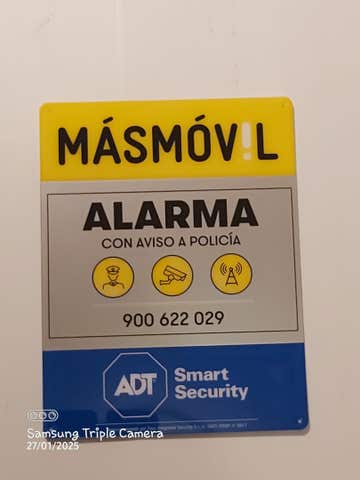 MÁSMÓV!L
ALARMA
CON AVISO A POLICÍA
900 622 029
ADT
Smart
Security
Samsung Triple Camera
27/01/2025